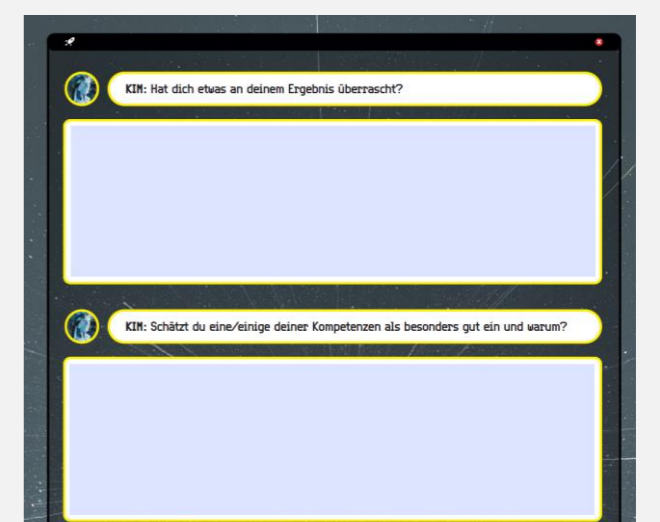 KIM: Hat dich etwas an deinem Ergebnis überrascht?
KIM: Schätzt du eine/einige deiner Kompetenzen als besonders gut ein und warum?